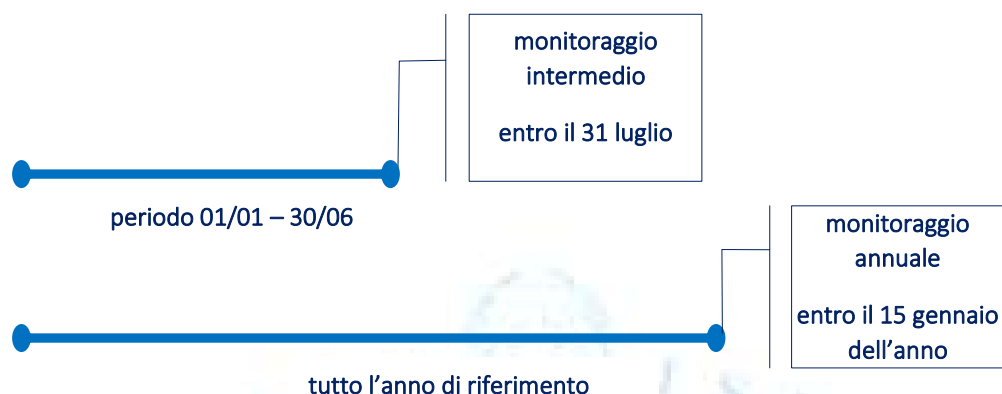 monitoraggio
intermedio
entro il 31 luglio
periodo 01/01 – 30/06
monitoraggio
annuale
entro il 15 gennaio
dell’anno
tutto l’anno di riferimento